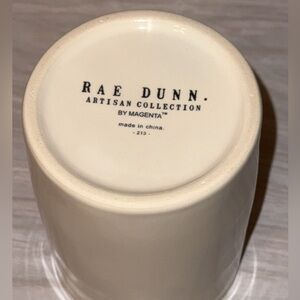 RAE DUNN.
ARTISAN COLLECTION
BY MAGENTA™
made in china.
- 213 -